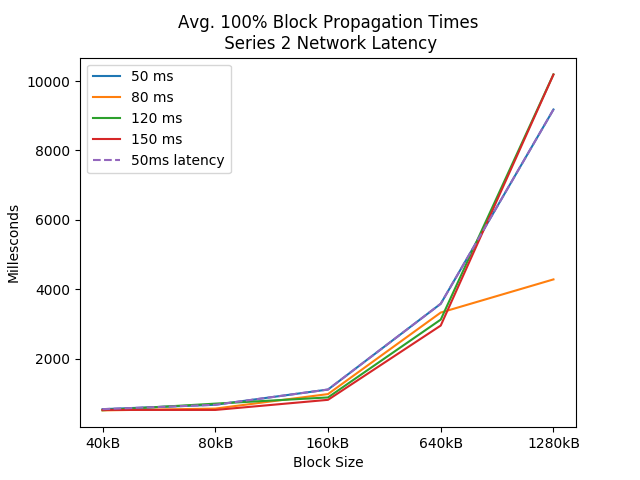 Avg. 100% Block Propagation Times
Series 2 Network Latency
50 ms
80 ms
120 ms
150 ms
50ms latency
10000
8000
6000
4000
2000
Millesconds
40kB 80kB 160kB 640kB 1280kB
Block Size